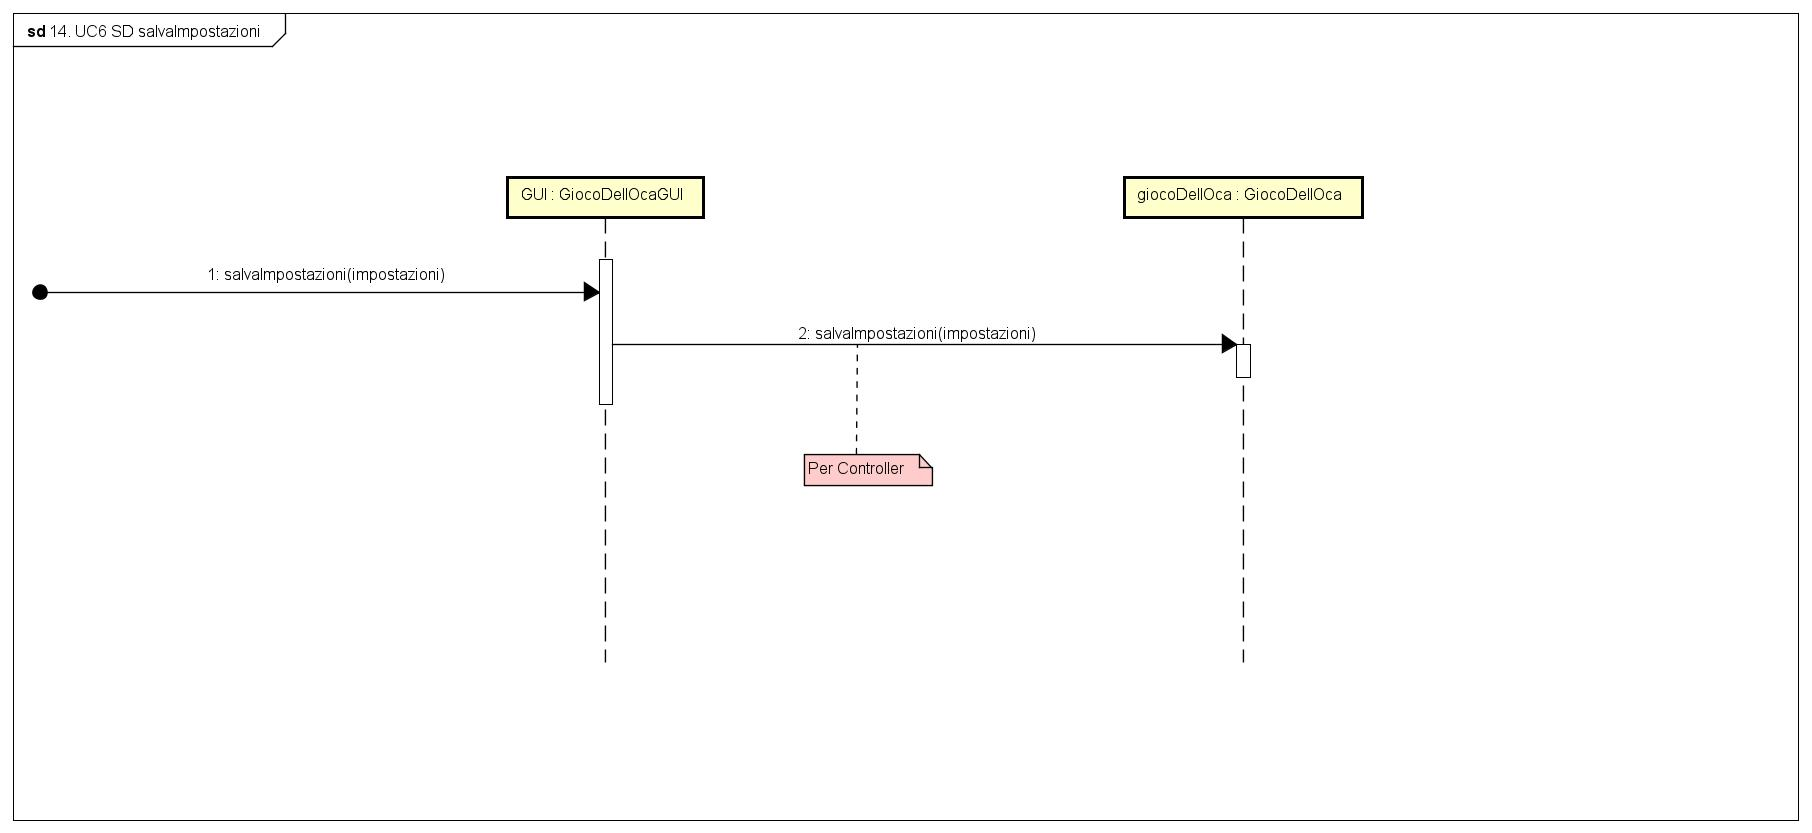 sd 14. UC6 SD salvaImpostazioni
GUI : GiocoDellOcaGUI
giocoDellOca : GiocoDellOca
1: salvaImpostazioni(impostazioni)
2: salvaImpostazioni(impostazioni)
Per Controller